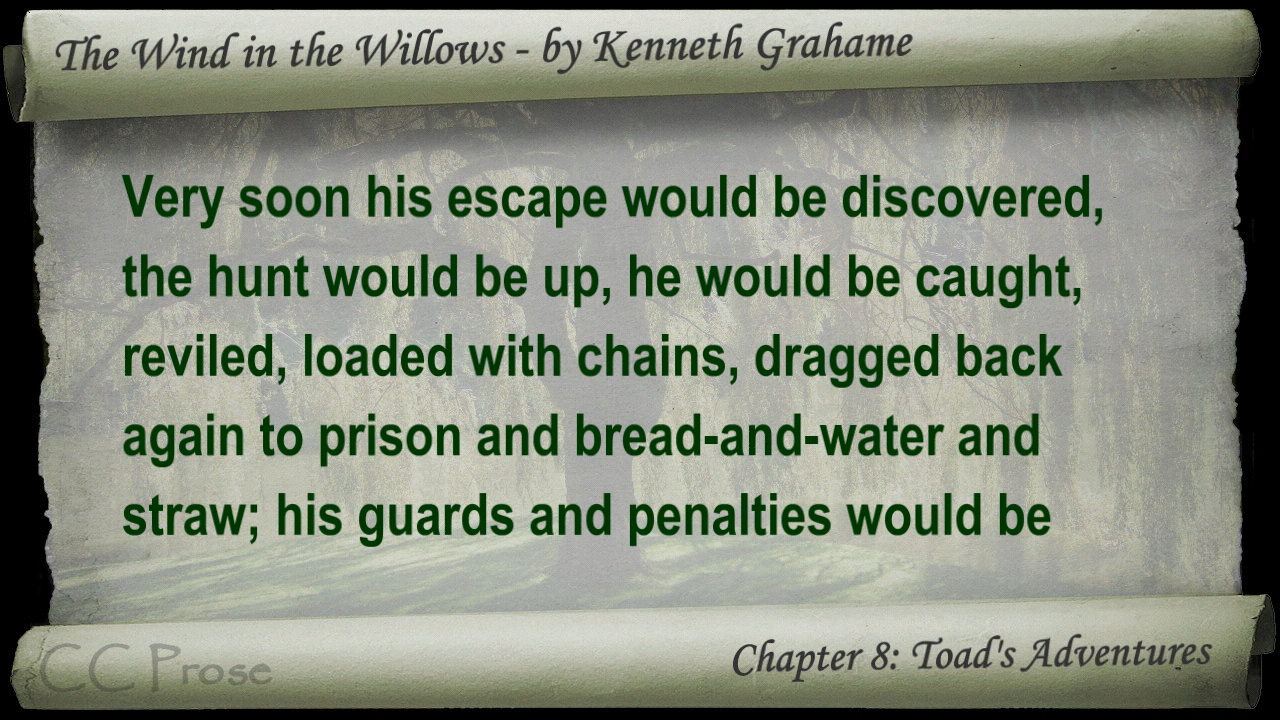 The Wind in the Willows - by Kenneth Grahame
Very soon his escape would be discovered,
the hunt would be up, he would be caught,
reviled, loaded with chains, dragged back
again to prison and bread-and-water and
straw; his guards and penalties would be
CC Prose
Chapter 8: Toad's Adventures